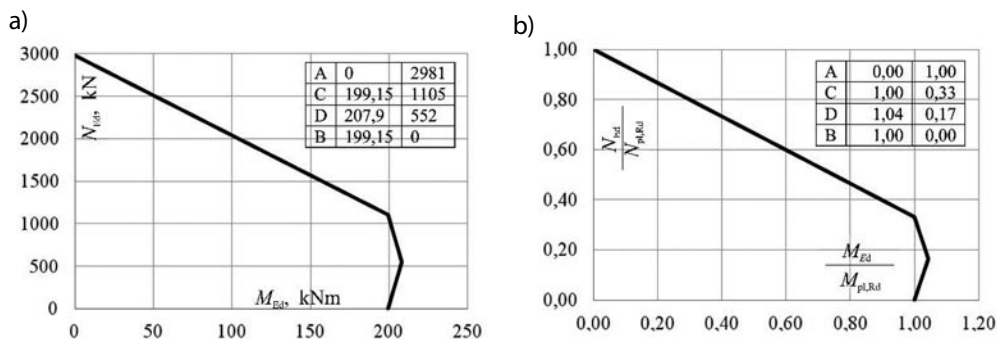 a)
3000
2500
2000
1500
1000
500
0
N_Ed, kN
A 0 2981
C 199,15 1105
D 207,9 552
B 199,15 0
M_Ed, kNm
0 50 100 150 200 250
b)
1,00
0,80
0,60
0,40
0,20
0,00
N_Ed
N_pl,Rd
A 0,00 1,00
C 1,00 0,33
D 1,04 0,17
B 1,00 0,00
M_Ed
M_pl,Rd
0,00 0,20 0,40 0,60 0,80 1,00 1,20